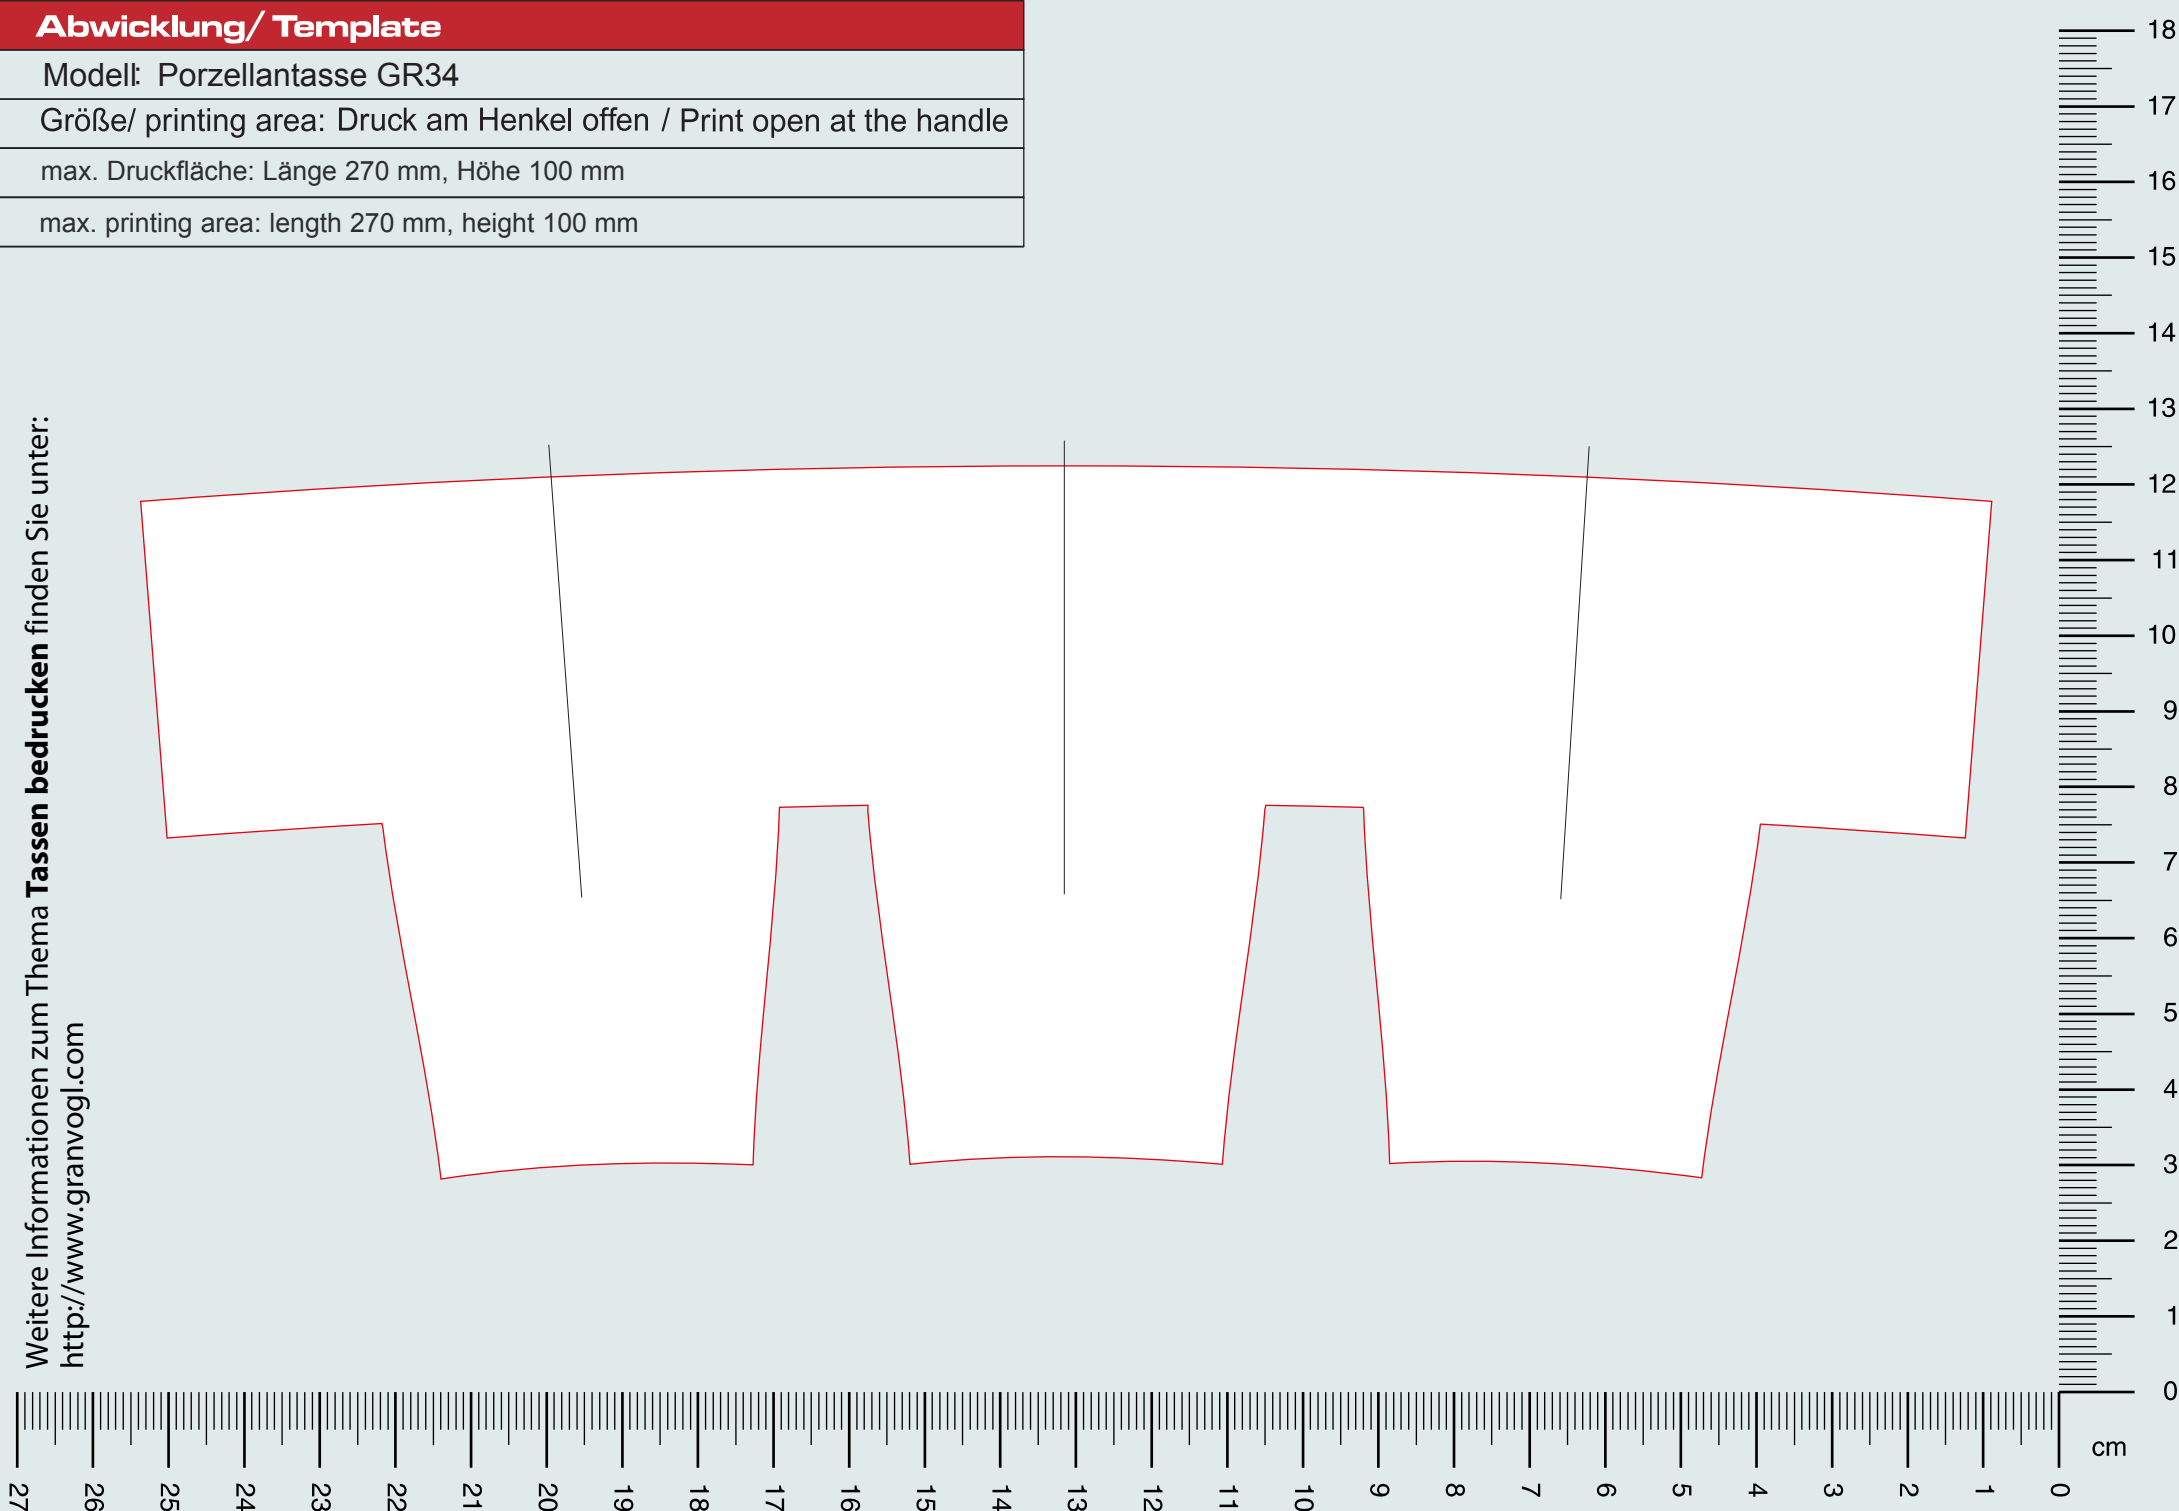 Abwicklung/ Template
Modell: Porzellantasse GR34
Größe/ printing area: Druck am Henkel offen / Print open at the handle
max. Druckfläche: Länge 270 mm, Höhe 100 mm
max. printing area: length 270 mm, height 100 mm
Weitere Informationen zum Thema Tassen bedrucken finden Sie unter:
http://www.granvogl.com
18
17
16
15
14
13
12
11
10
9
8
7
6
5
4
3
2
1
0
cm
27 26 25 24 23 22 21 20 19 18 17 16 15 14 13 12 11 10 9 8 7 6 5 4 3 2 1 0